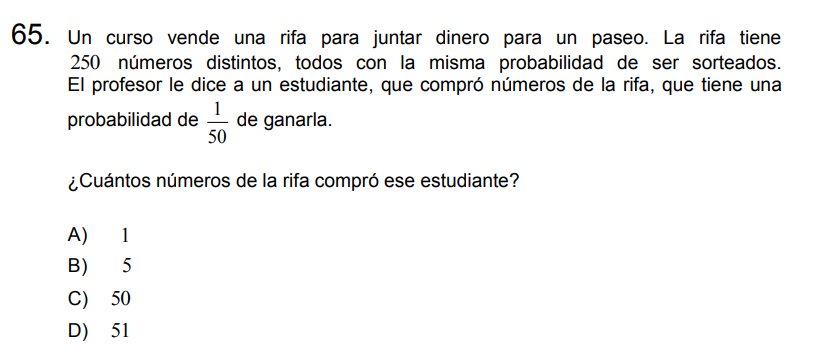 65. Un curso vende una rifa para juntar dinero para un paseo. La rifa tiene
250 números distintos, todos con la misma probabilidad de ser sorteados.
El profesor le dice a un estudiante, que compró números de la rifa, que tiene una
probabilidad de 1/50 de ganarla.
¿Cuántos números de la rifa compró ese estudiante?
A) 1
B) 5
C) 50
D) 51